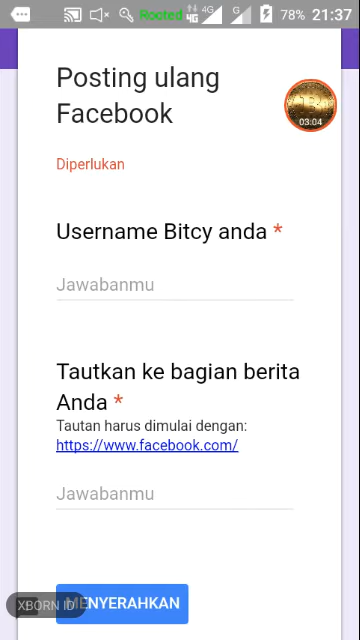 Rooted 4G 4G G 78% 21:37
Posting ulang
Facebook
03:04
Diperlukan
Username Bitcy anda *
Jawabanmu
Tautkan ke bagian berita
Anda *
Tautan harus dimulai dengan:
https://www.facebook.com/
Jawabanmu
XBORN ID
MENYERAHKAN